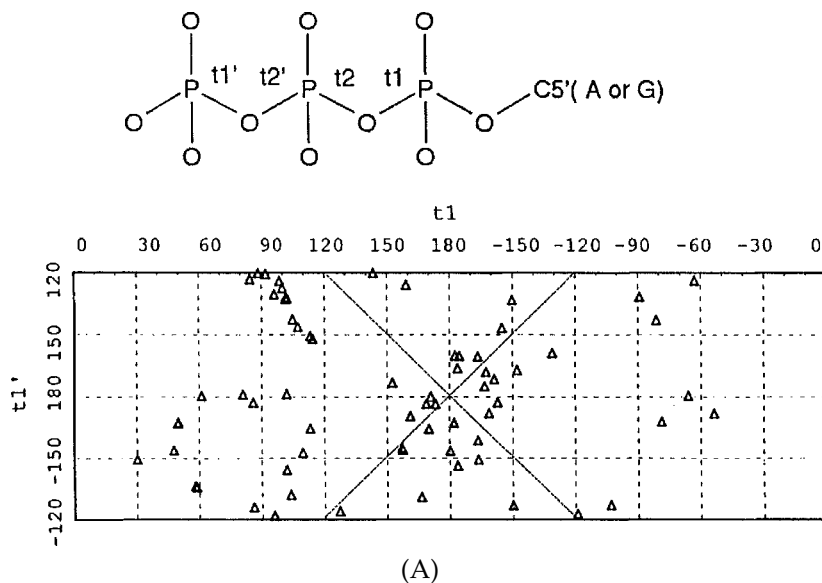 O O O
t1' t2' t2 t1
P P P C5'( A or G)
O O O O
O O O
t1
0 30 60 90 120 150 180 -150 -120 -90 -60 -30 0
t1'
120
150
180
-150
-120
(A)